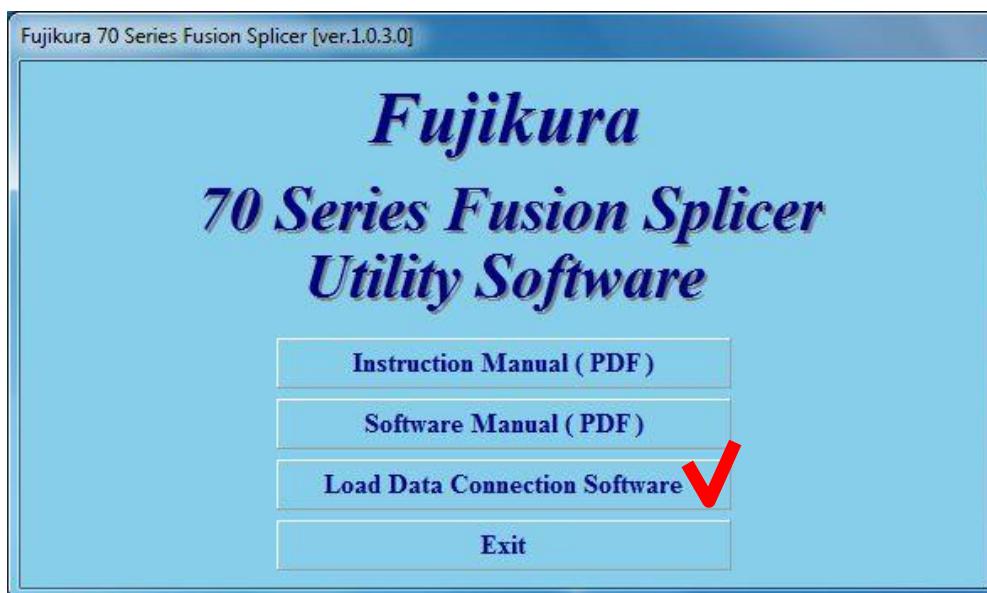 Fujikura 70 Series Fusion Splicer [ver.1.0.3.0]
Fujikura
70 Series Fusion Splicer
Utility Software
Instruction Manual ( PDF )
Software Manual ( PDF )
Load Data Connection Software
Exit